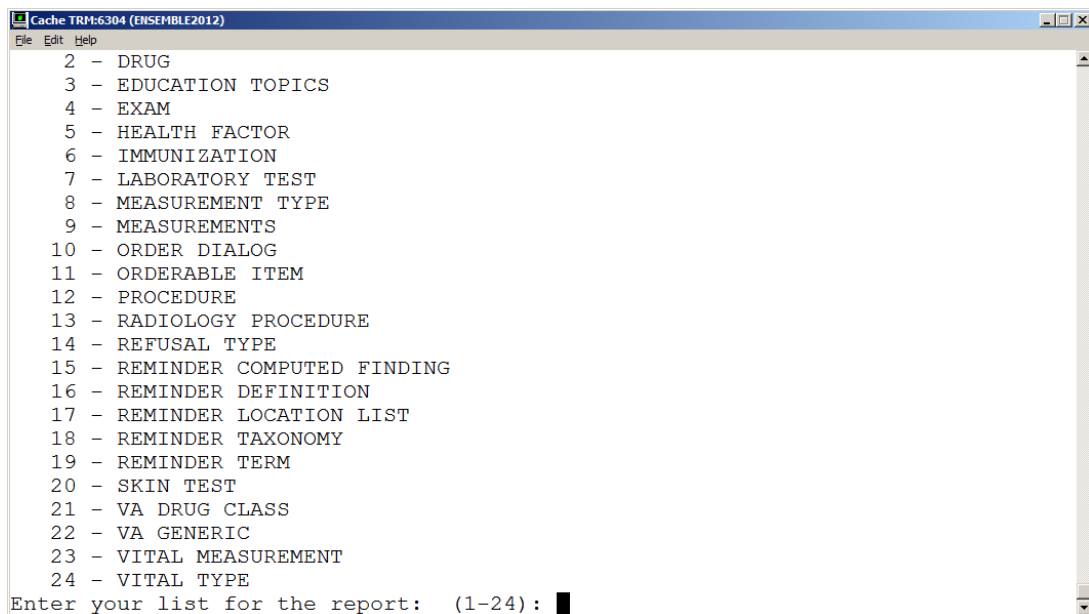 Cache TRM:6304 (ENSEMBLE2012)
File Edit Help
2 - DRUG
3 - EDUCATION TOPICS
4 - EXAM
5 - HEALTH FACTOR
6 - IMMUNIZATION
7 - LABORATORY TEST
8 - MEASUREMENT TYPE
9 - MEASUREMENTS
10 - ORDER DIALOG
11 - ORDERABLE ITEM
12 - PROCEDURE
13 - RADIOLOGY PROCEDURE
14 - REFUSAL TYPE
15 - REMINDER COMPUTED FINDING
16 - REMINDER DEFINITION
17 - REMINDER LOCATION LIST
18 - REMINDER TAXONOMY
19 - REMINDER TERM
20 - SKIN TEST
21 - VA DRUG CLASS
22 - VA GENERIC
23 - VITAL MEASUREMENT
24 - VITAL TYPE
Enter your list for the report:  (1-24):